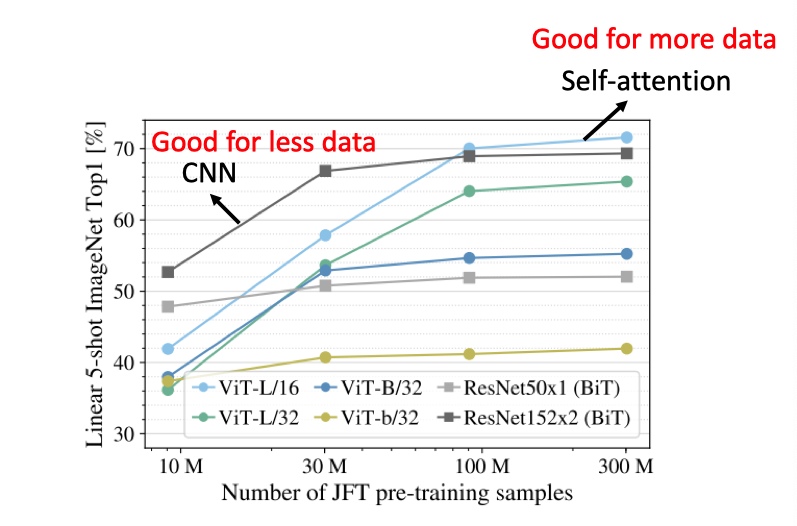 Good for more data
Self-attention
Good for less data
CNN
Linear 5-shot ImageNet Top1 [%]
70
60
50
40
30
ViT-L/16 ViT-B/32 ResNet50x1 (BiT)
ViT-L/32 ViT-b/32 ResNet152x2 (BiT)
10 M 30 M 100 M 300 M
Number of JFT pre-training samples